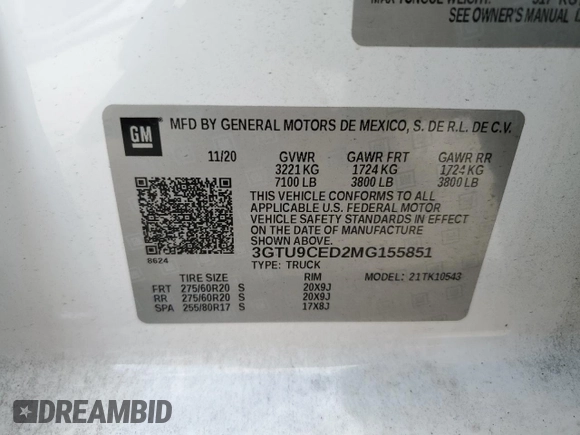 SEE OWNER'S MANUAL
GM
MFD BY GENERAL MOTORS DE MEXICO, S. DE R.L. DE C.V.
11/20 GVWR GAWR FRT GAWR RR
3221 KG 1724 KG 1724 KG
7100 LB 3800 LB 3800 LB
THIS VEHICLE CONFORMS TO ALL
APPLICABLE U.S. FEDERAL MOTOR
VEHICLE SAFETY STANDARDS IN EFFECT
ON THE DATE OF MANUFACTURE
SHOWN ABOVE.
3GTU9CED2MG155851
8624
TYPE: TRUCK MODEL: 21TK10543
TIRE SIZE RIM
FRT 275/60R20 S 20X9J
RR 275/60R20 S 20X9J
SPA 255/80R17 S 17X8J
DREAMBID